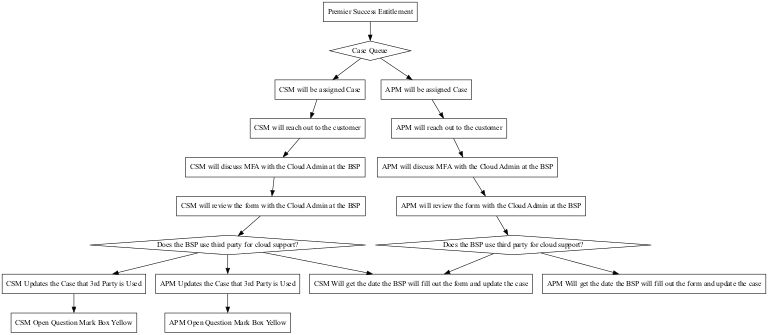 Premier Success Entitlement
Case Queue
CSM will be assigned Case
APM will be assigned Case
CSM will reach out to the customer
APM will reach out to the customer
CSM will discuss MFA with the Cloud Admin at the BSP
APM will discuss MFA with the Cloud Admin at the BSP
CSM will review the form with the Cloud Admin at the BSP
APM will review the form with the Cloud Admin at the BSP
Does the BSP use third party for cloud support?
Does the BSP use third party for cloud support?
CSM Updates the Case that 3rd Party is Used
APM Updates the Case that 3rd Party is Used
CSM Will get the date the BSP will fill out the form and update the case
APM Will get the date the BSP will fill out the form and update the case
CSM Open Question Mark Box Yellow
APM Open Question Mark Box Yellow